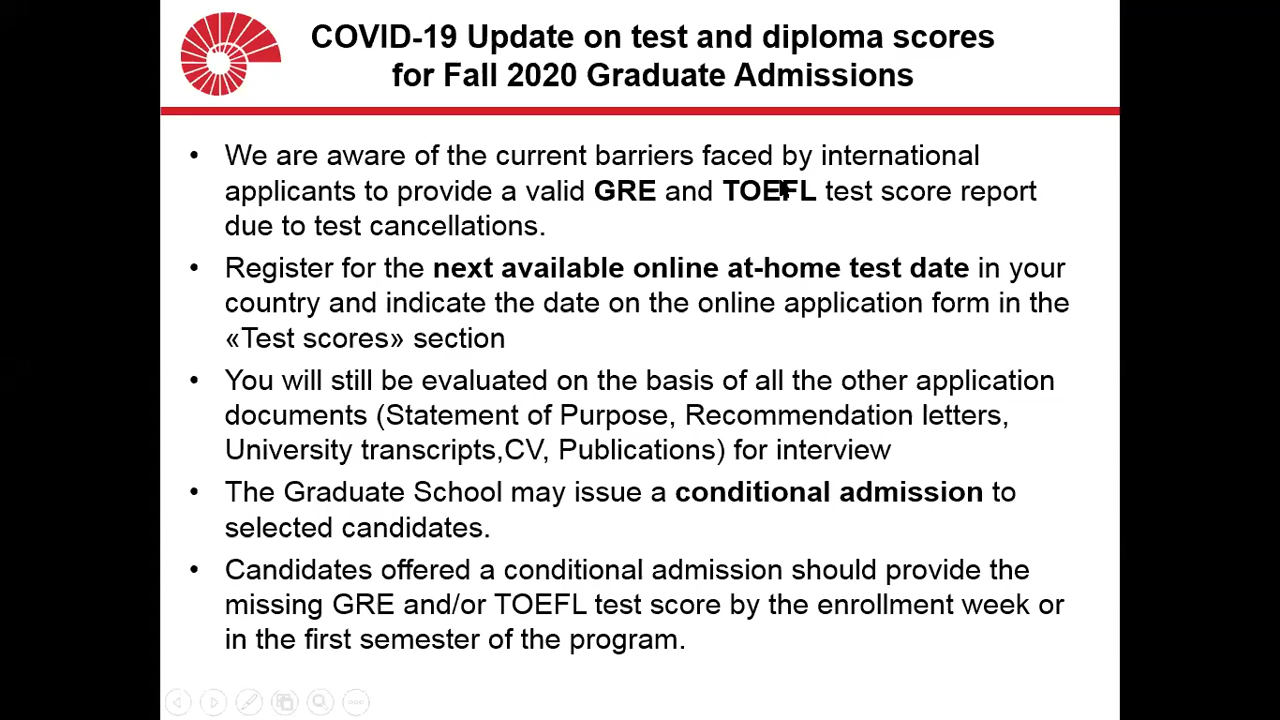 COVID-19 Update on test and diploma scores
for Fall 2020 Graduate Admissions
• We are aware of the current barriers faced by international
applicants to provide a valid GRE and TOEFL test score report
due to test cancellations.
• Register for the next available online at-home test date in your
country and indicate the date on the online application form in the
«Test scores» section
• You will still be evaluated on the basis of all the other application
documents (Statement of Purpose, Recommendation letters,
University transcripts,CV, Publications) for interview
• The Graduate School may issue a conditional admission to
selected candidates.
• Candidates offered a conditional admission should provide the
missing GRE and/or TOEFL test score by the enrollment week or
in the first semester of the program.